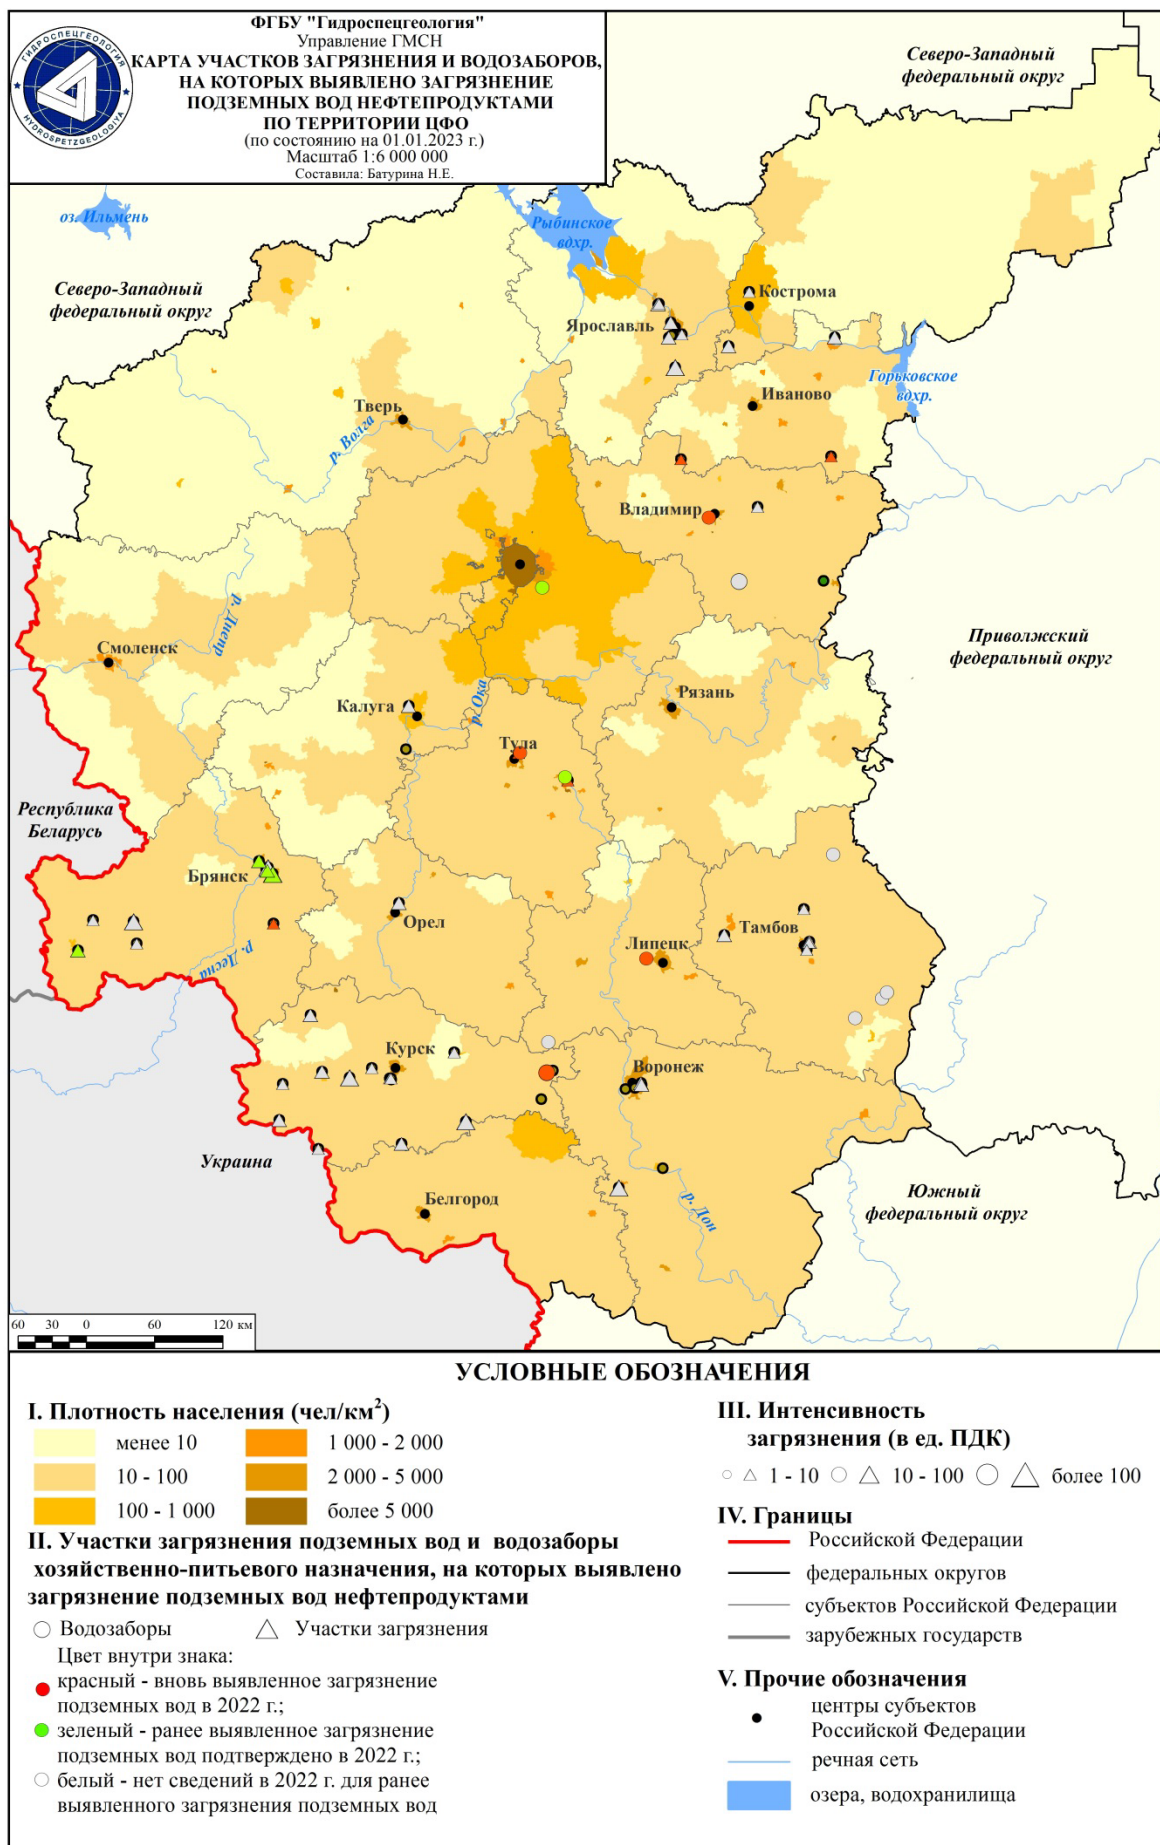 ФГБУ "Гидроспецгеология"
Управление ГМСН
КАРТА УЧАСТКОВ ЗАГРЯЗНЕНИЯ И ВОДОЗАБОРОВ,
НА КОТОРЫХ ВЫЯВЛЕНО ЗАГРЯЗНЕНИЕ
ПОДЗЕМНЫХ ВОД НЕФТЕПРОДУКТАМИ
ПО ТЕРРИТОРИИ ЦФО
(по состоянию на 01.01.2023 г.)
Масштаб 1:6 000 000
Составила: Батурина Н.Е.
ГИДРОСПЕЦГЕОЛОГИЯ
HYDROSPETZGEOLOGIYA
Северо-Западный
федеральный округ
оз. Ильмень
Рыбинское
вдхр.
Северо-Западный
федеральный округ
Кострома
Ярославль
Горьковское
вдхр.
Иваново
Тверь
р. Волга
Владимир
р. Днепр
Смоленск
Приволжский
федеральный округ
Калуга
р. Ока
Рязань
Тула
Республика
Беларусь
Брянск
Орел
Тамбов
Липецк
р. Десна
Курск
Воронеж
Украина
Белгород
р. Дон
Южный
федеральный округ
60 30 0 60 120 км
УСЛОВНЫЕ ОБОЗНАЧЕНИЯ
I. Плотность населения (чел/км²)
менее 10
10 - 100
100 - 1 000
1 000 - 2 000
2 000 - 5 000
более 5 000
II. Участки загрязнения подземных вод и водозаборы
хозяйственно-питьевого назначения, на которых выявлено
загрязнение подземных вод нефтепродуктами
Водозаборы Участки загрязнения
Цвет внутри знака:
красный - вновь выявленное загрязнение
подземных вод в 2022 г.;
зеленый - ранее выявленное загрязнение
подземных вод подтверждено в 2022 г.;
белый - нет сведений в 2022 г. для ранее
выявленного загрязнения подземных вод
III. Интенсивность
загрязнения (в ед. ПДК)
1 - 10 10 - 100 более 100
IV. Границы
Российской Федерации
федеральных округов
субъектов Российской Федерации
зарубежных государств
V. Прочие обозначения
центры субъектов
Российской Федерации
речная сеть
озера, водохранилища